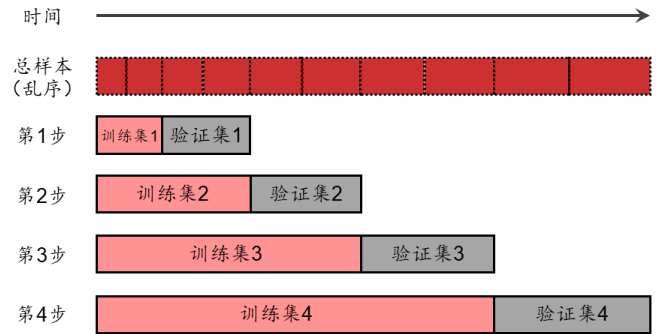 时间
总样本
（乱序）
第1步
训练集1 验证集1
第2步
训练集2 验证集2
第3步
训练集3 验证集3
第4步
训练集4 验证集4